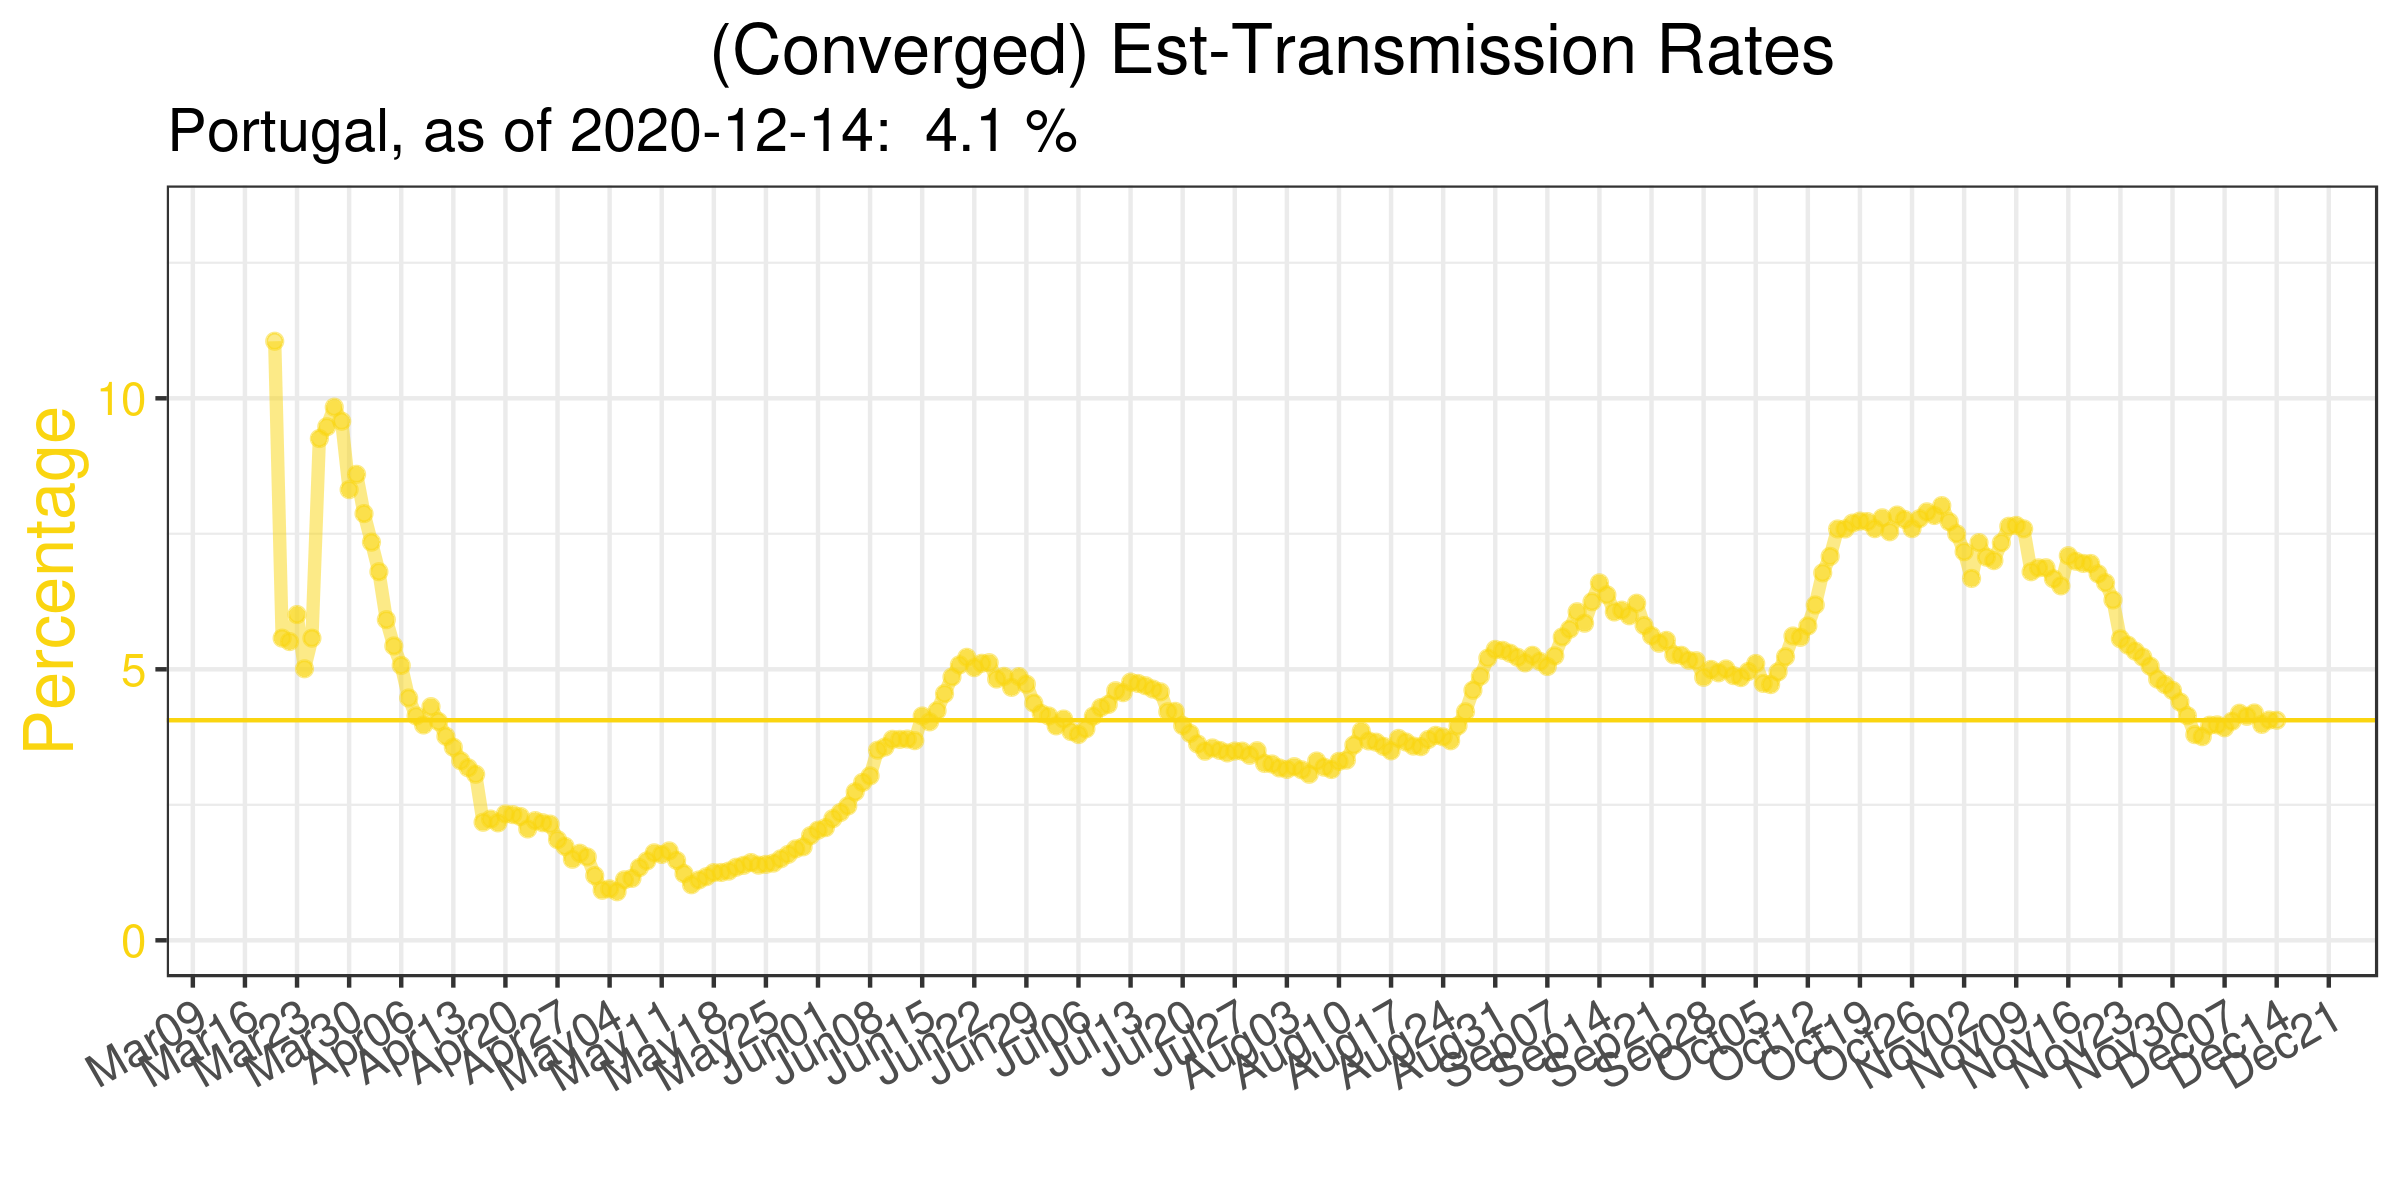 (Converged) Est-Transmission Rates
Portugal, as of 2020-12-14:  4.1 %
Percentage
10
5
0
Mar09
Mar16
Mar23
Mar30
Apr06
Apr13
Apr20
Apr27
May04
May11
May18
May25
Jun01
Jun08
Jun15
Jun22
Jun29
Jul06
Jul13
Jul20
Jul27
Aug03
Aug10
Aug17
Aug24
Aug31
Sep07
Sep14
Sep21
Sep28
Oct05
Oct12
Oct19
Oct26
Nov02
Nov09
Nov16
Nov23
Nov30
Dec07
Dec14
Dec21